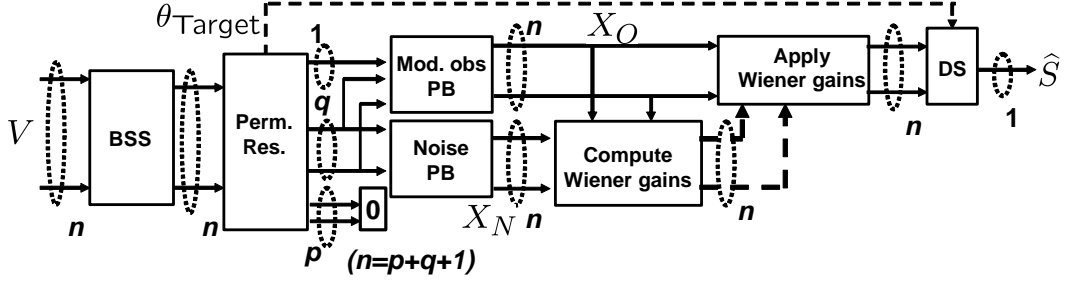 θTarget
V
n
BSS
n
Perm.
Res.
1
q
p
0
(n=p+q+1)
Mod. obs
PB
Noise
PB
n
XO
XN
n
Compute
Wiener gains
n
Apply
Wiener gains
n
DS
1
Ŝ